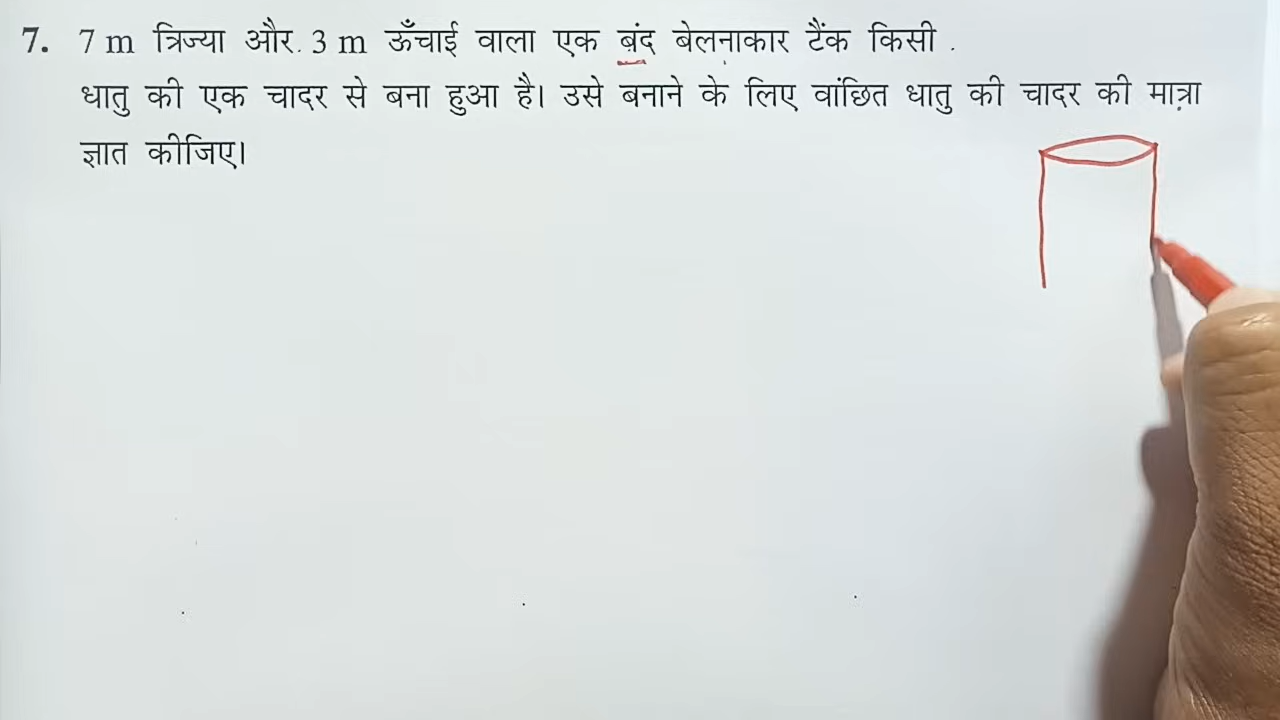 7. 7 m त्रिज्या और 3 m ऊँचाई वाला एक बंद बेलनाकार टैंक किसी
धातु की एक चादर से बना हुआ है। उसे बनाने के लिए वांछित धातु की चादर की मात्रा
ज्ञात कीजिए।